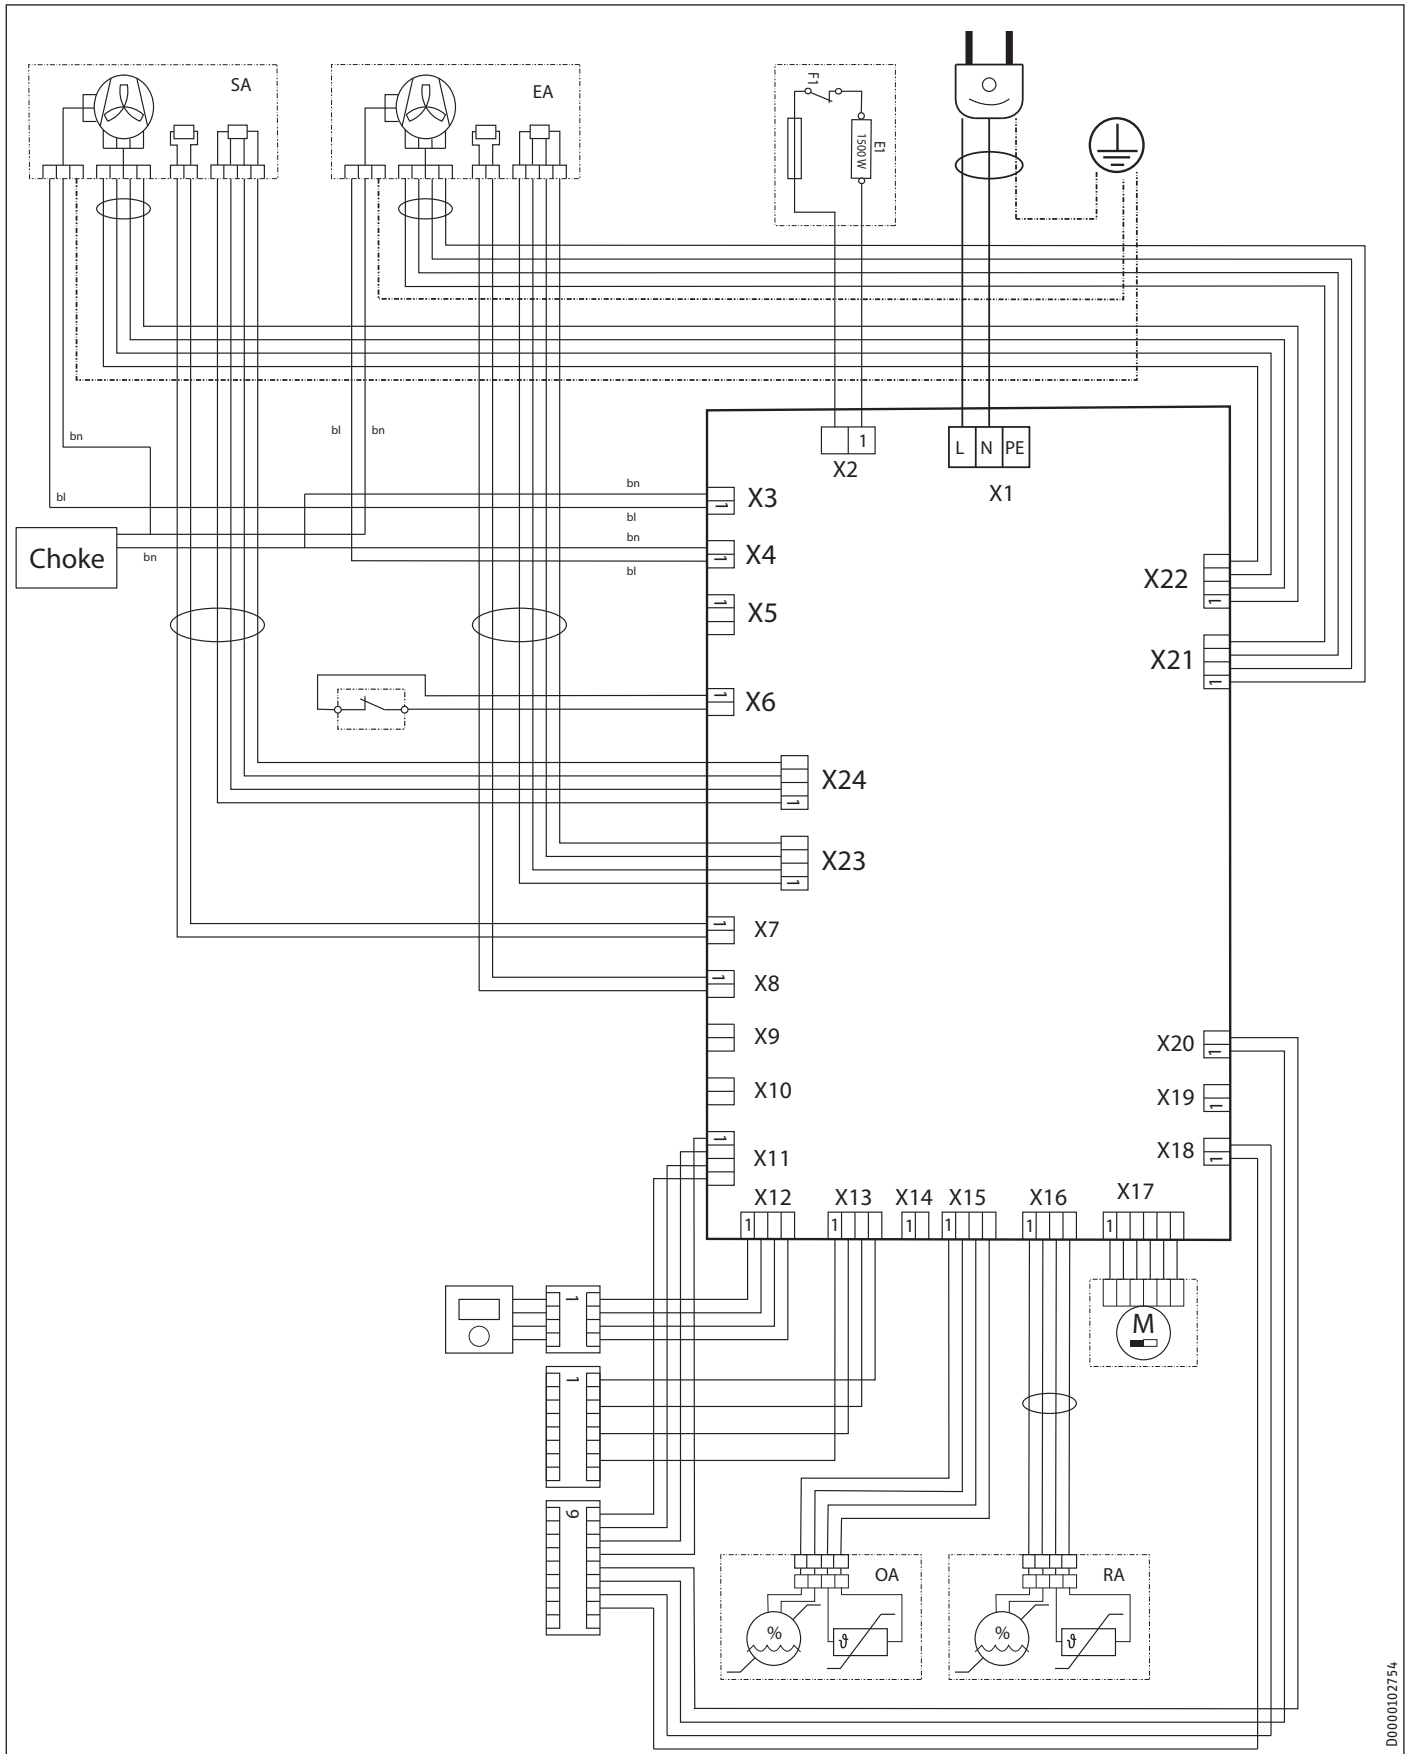 SA
EA
F1
E1
1500 W
bn
bl
bn
bl
bn
bl
bn
bl
Choke
bn
1
X2
L N PE
X1
1 X3
1 X4
1 X5
1 X6
X24
1
X23
1
1 X7
1 X8
X9
X10
1 X11
X22
1
X21
1
X20
1
X19
1
X18
1
X12 X13 X14 X15 X16 X17
1 1 1 1 1 1
1
1
9
M
OA
RA
% ϑ
% ϑ
D0000102754